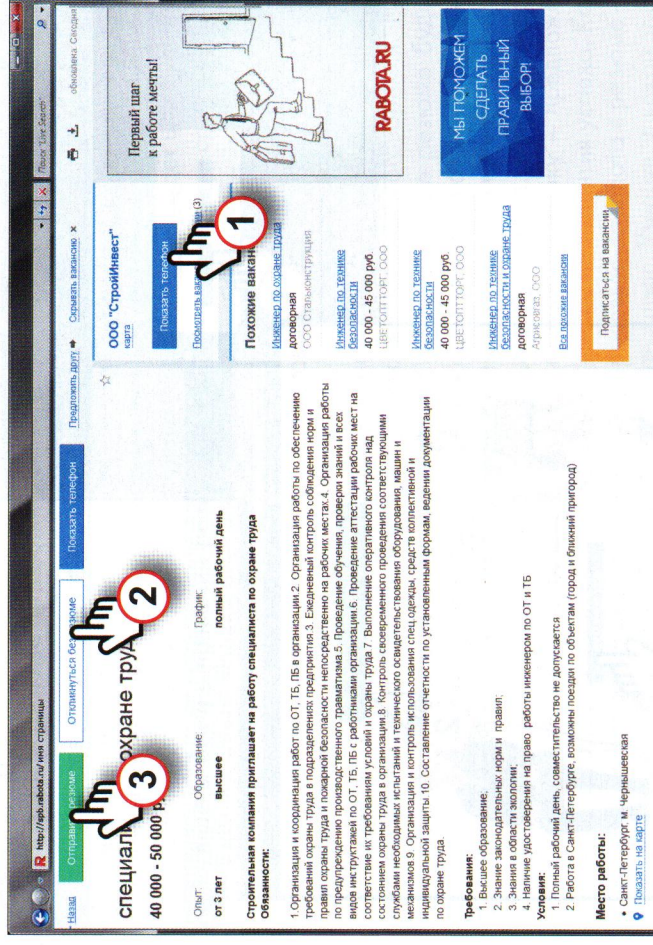 http://spb.rabota.ru/ имя страницы
Поиск "Live Search"
Назад
Отправить резюме
Откликнуться без резюме
Показать телефон
Предложить другу
Скрывать вакансию ×
обновлена: Сегодня
специали
охране труд
40 000 - 50 000 р
Опыт:
Образование:
График:
от 3 лет
высшее
полный рабочий день
Строительная компания приглашает на работу специалиста по охране труда
Обязанности:
1.Организация и координация работ по ОТ, ТБ, ПБ в организации 2. Организация работы по обеспечению
требований охраны труда в подразделениях предприятия 3. Ежедневный контроль соблюдения норм и
правил охраны труда и пожарной безопасности непосредственно на рабочих местах 4. Организация работы
по предупреждению производственного травматизма 5. Проведение обучения, проверки знаний и всех
видов инструктажей по ОТ, ТБ, ПБ с работниками организации 6. Проведение аттестации рабочих мест на
соответствие их требованиям условий и охраны труда 7. Выполнение оперативного контроля над
состоянием охраны труда в организации 8. Контроль своевременного проведения соответствующими
службами необходимых испытаний и технического освидетельствования оборудования, машин и
механизмов 9. Организация и контроль использования спец.одежды, средств коллективной и
индивидуальной защиты 10. Составление отчетности по установленным формам, ведении документации
по охране труда.
Требования:
1. Высшее образование;
2. Знание законодательных норм и правил;
3. Знания в области экологии;
4. Наличие удостоверения на право работы инженером по ОТ и ТБ
Условия:
1. Полный рабочий день, совместительство не допускается
2. Работа в Санкт-Петербурге, возможны поездки по объектам (город и ближний пригород)
Место работы:
• Санкт-Петербург, м. Чернышевская
Показать на карте
ООО "СтройИнвест"
карта
Показать телефон
Посмотреть вак
(3)
Похожие вакан
Инженер по охране труда
договорная
ООО Стальконструкция
Инженер по технике
безопасности
40 000 - 45 000 руб.
ЦВЕТОПТТОРГ, ООО
Инженер по технике
безопасности
40 000 - 45 000 руб.
ЦВЕТОПТТОРГ, ООО
Инженер по технике
безопасности и охране труда
договорная
ООО
Все похожие вакансии
Подписаться на вакансии
Первый шаг
к работе мечты!
RABOTA.RU
МЫ ПОМОЖЕМ
СДЕЛАТЬ
ПРАВИЛЬНЫЙ
ВЫБОР!
1
2
3